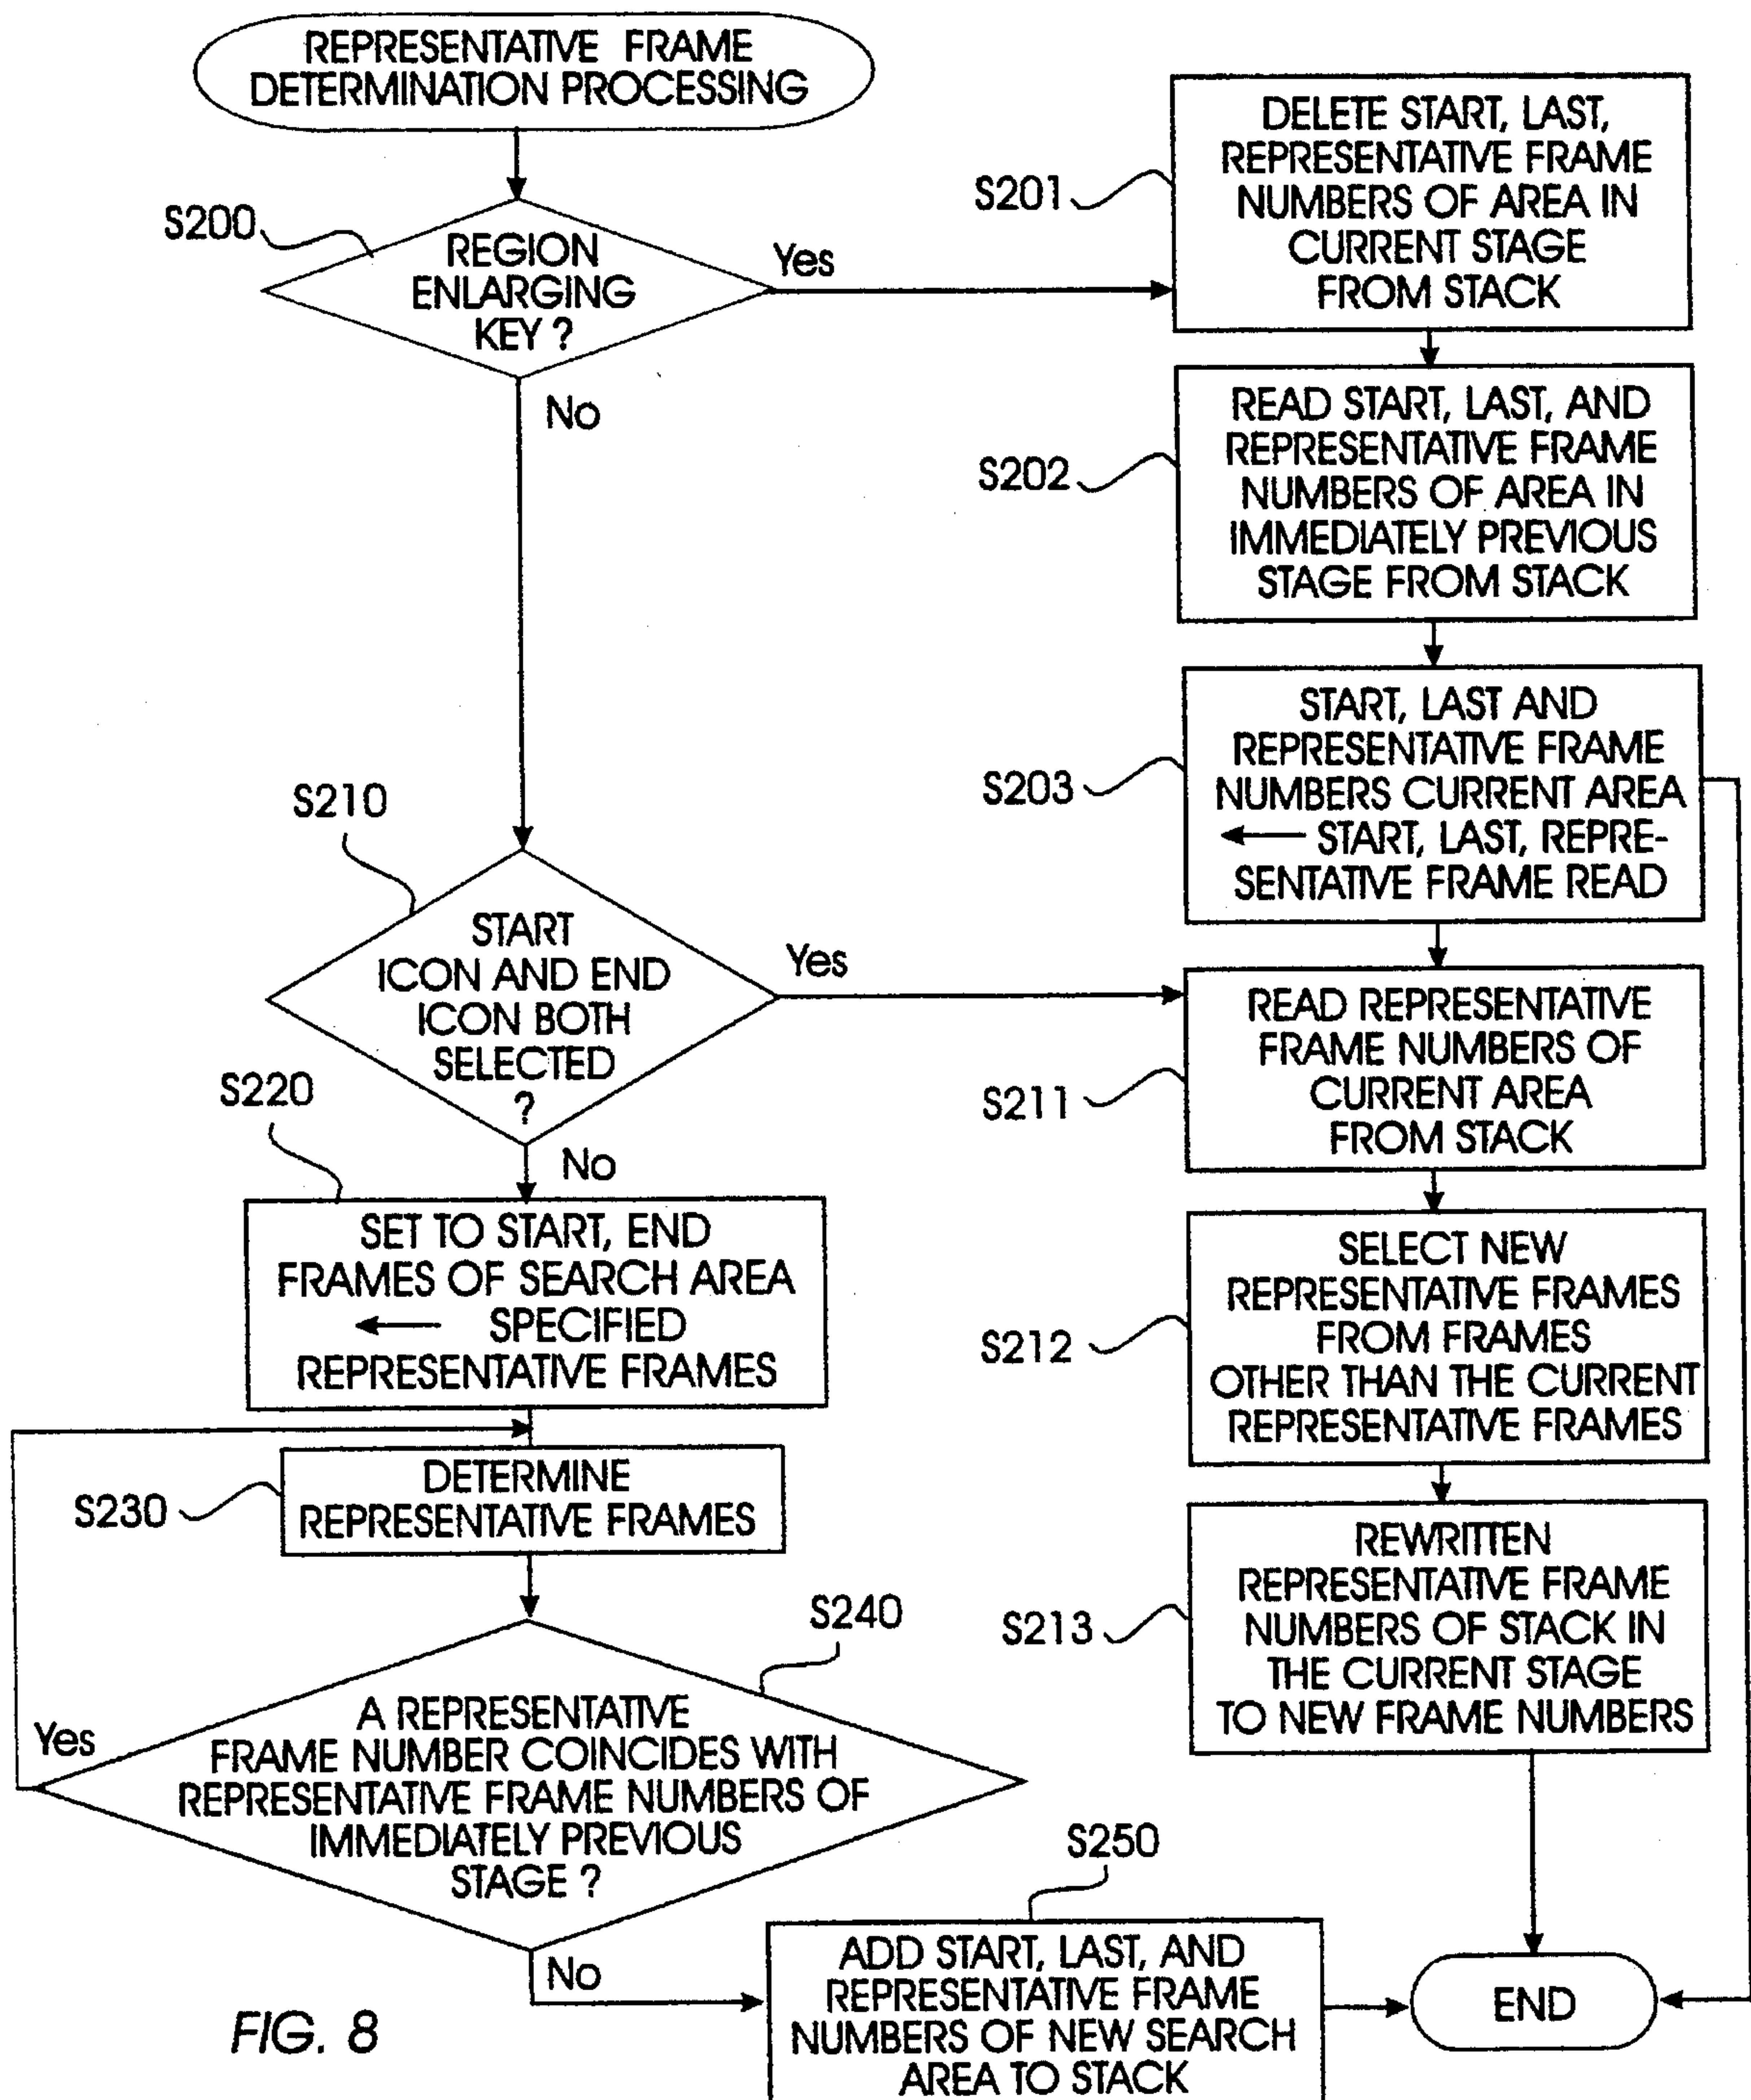 REPRESENTATIVE FRAME
DETERMINATION PROCESSING
S200
REGION
ENLARGING
KEY ?
Yes
No
S201
DELETE START, LAST,
REPRESENTATIVE FRAME
NUMBERS OF AREA IN
CURRENT STAGE
FROM STACK
S202
READ START, LAST, AND
REPRESENTATIVE FRAME
NUMBERS OF AREA IN
IMMEDIATELY PREVIOUS
STAGE FROM STACK
S203
START, LAST AND
REPRESENTATIVE FRAME
NUMBERS CURRENT AREA
← START, LAST, REPRE-
SENTATIVE FRAME READ
S210
START
ICON AND END
ICON BOTH
SELECTED
?
Yes
No
S211
READ REPRESENTATIVE
FRAME NUMBERS OF
CURRENT AREA
FROM STACK
S212
SELECT NEW
REPRESENTATIVE FRAMES
FROM FRAMES
OTHER THAN THE CURRENT
REPRESENTATIVE FRAMES
S213
REWRITTEN
REPRESENTATIVE FRAME
NUMBERS OF STACK IN
THE CURRENT STAGE
TO NEW FRAME NUMBERS
S220
SET TO START, END
FRAMES OF SEARCH AREA
← SPECIFIED
REPRESENTATIVE FRAMES
S230
DETERMINE
REPRESENTATIVE FRAMES
S240
A REPRESENTATIVE
FRAME NUMBER COINCIDES WITH
REPRESENTATIVE FRAME NUMBERS OF
IMMEDIATELY PREVIOUS
STAGE ?
Yes
No
S250
ADD START, LAST, AND
REPRESENTATIVE FRAME
NUMBERS OF NEW SEARCH
AREA TO STACK
END
FIG. 8